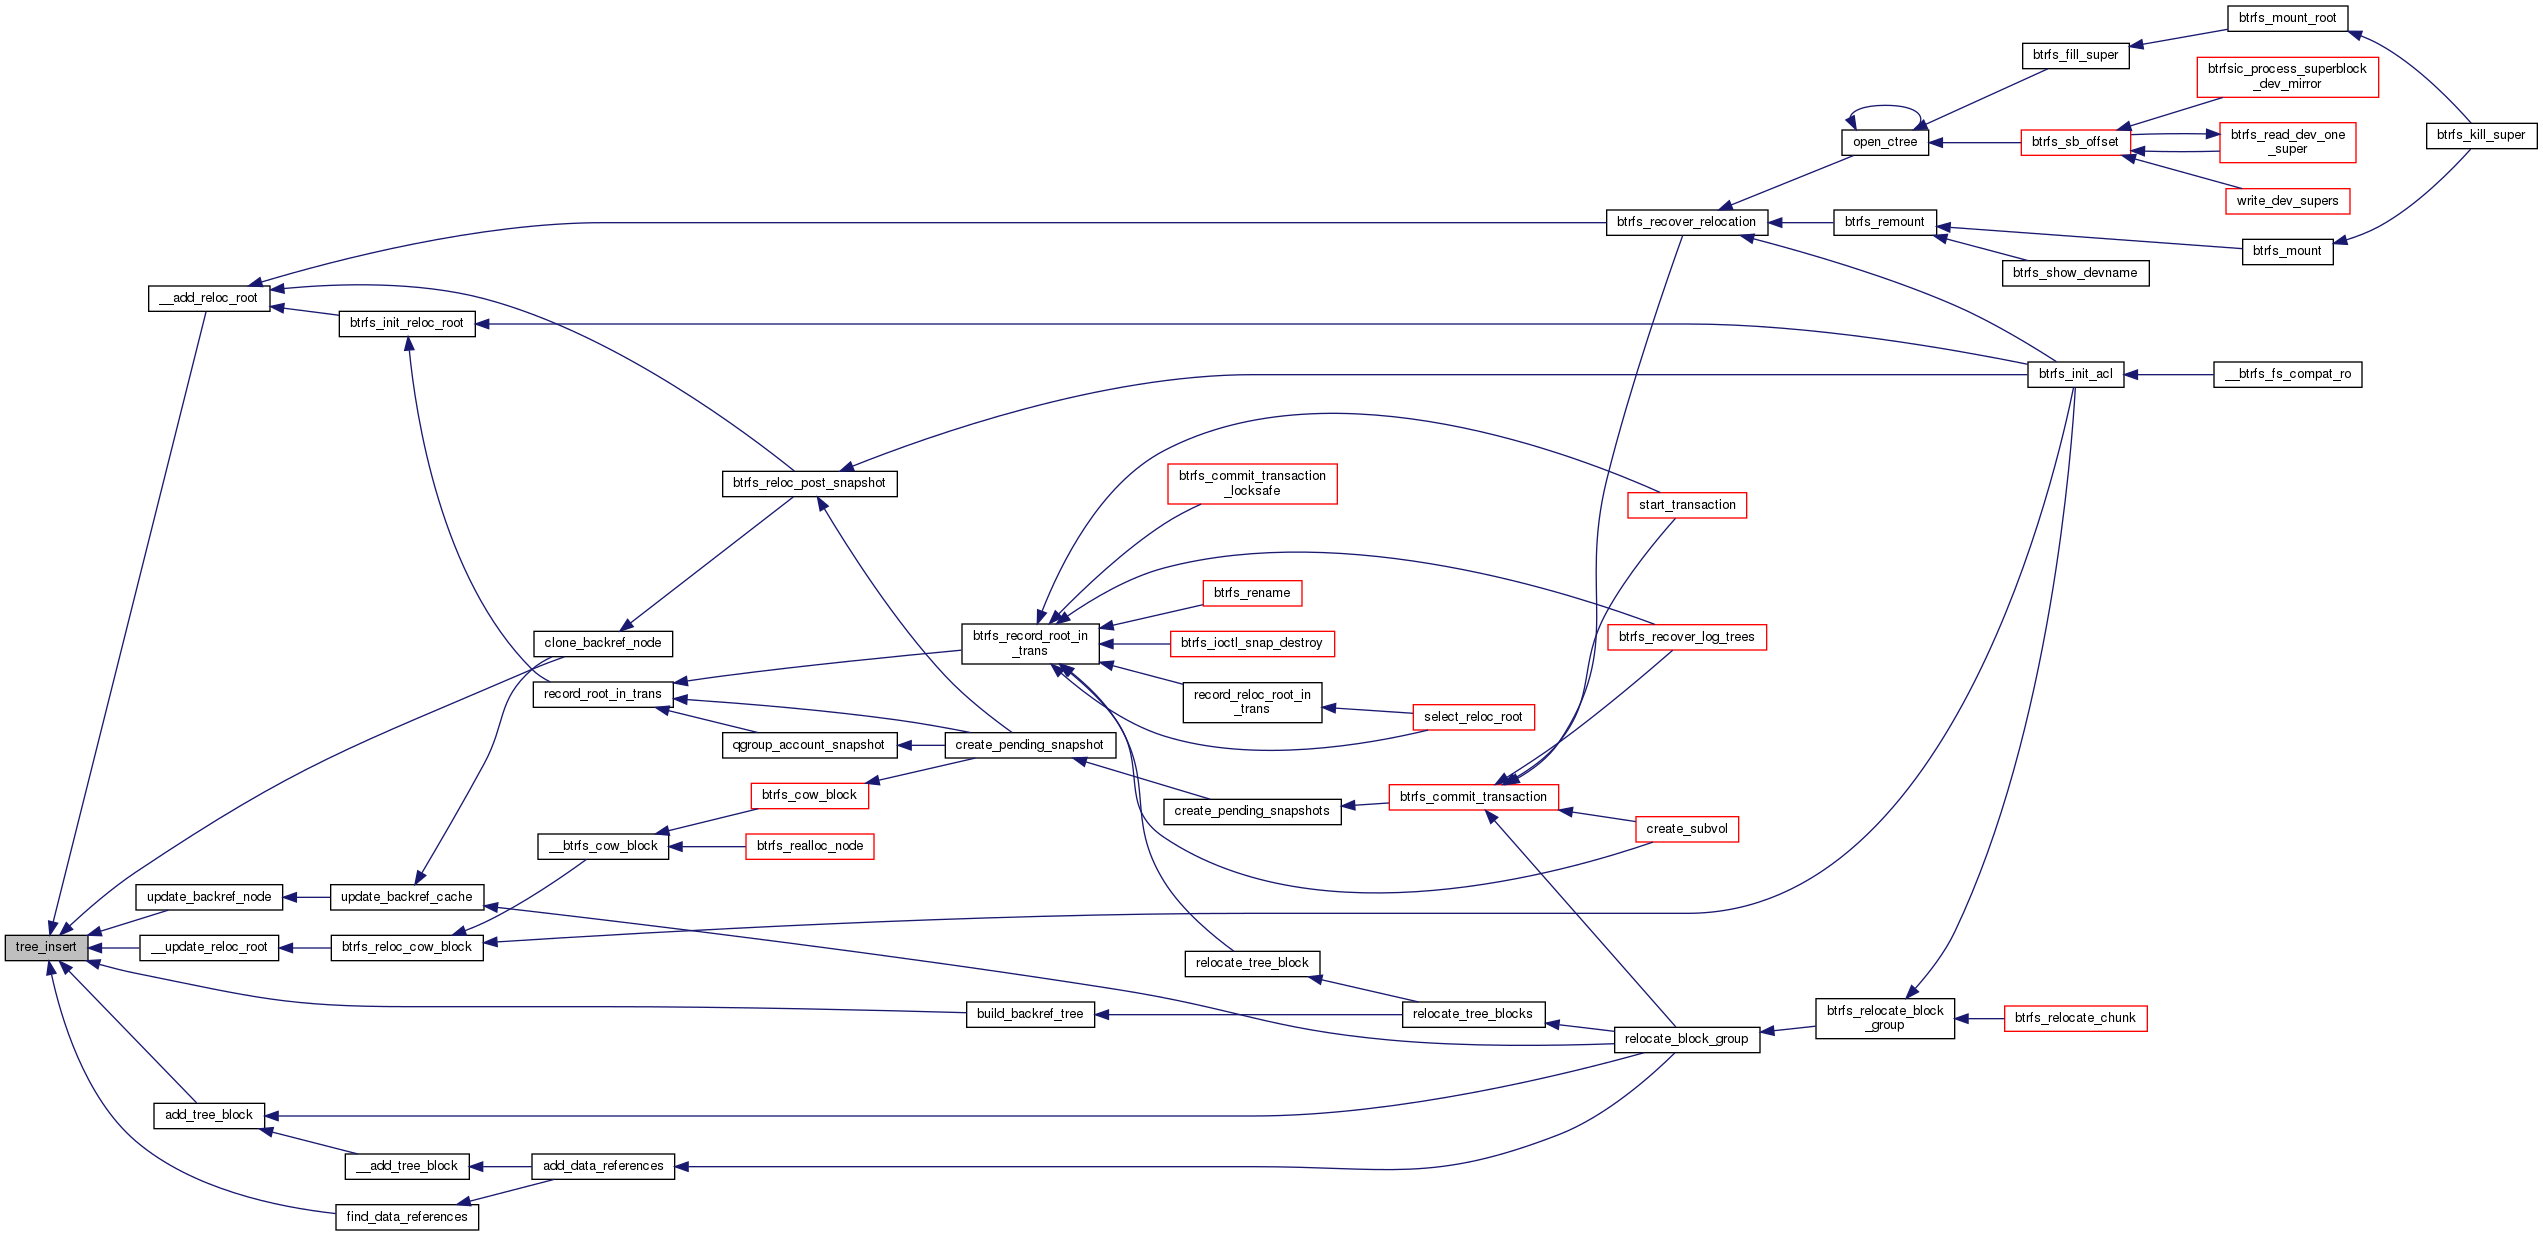 btrfs_mount_root
btrfs_fill_super
btrfsic_process_superblock
_dev_mirror
btrfs_kill_super
open_ctree
btrfs_sb_offset
btrfs_read_dev_one
_super
write_dev_supers
btrfs_recover_relocation
btrfs_remount
btrfs_mount
btrfs_show_devname
__add_reloc_root
btrfs_init_reloc_root
btrfs_init_acl
__btrfs_fs_compat_ro
btrfs_reloc_post_snapshot
btrfs_commit_transaction
_locksafe
start_transaction
btrfs_rename
clone_backref_node
btrfs_record_root_in
_trans
btrfs_ioctl_snap_destroy
btrfs_recover_log_trees
record_root_in_trans
record_reloc_root_in
_trans
select_reloc_root
qgroup_account_snapshot
create_pending_snapshot
btrfs_cow_block
create_pending_snapshots
btrfs_commit_transaction
create_subvol
__btrfs_cow_block
btrfs_realloc_node
update_backref_node
update_backref_cache
tree_insert
__update_reloc_root
btrfs_reloc_cow_block
relocate_tree_block
build_backref_tree
relocate_tree_blocks
relocate_block_group
btrfs_relocate_block
_group
btrfs_relocate_chunk
add_tree_block
__add_tree_block
add_data_references
find_data_references